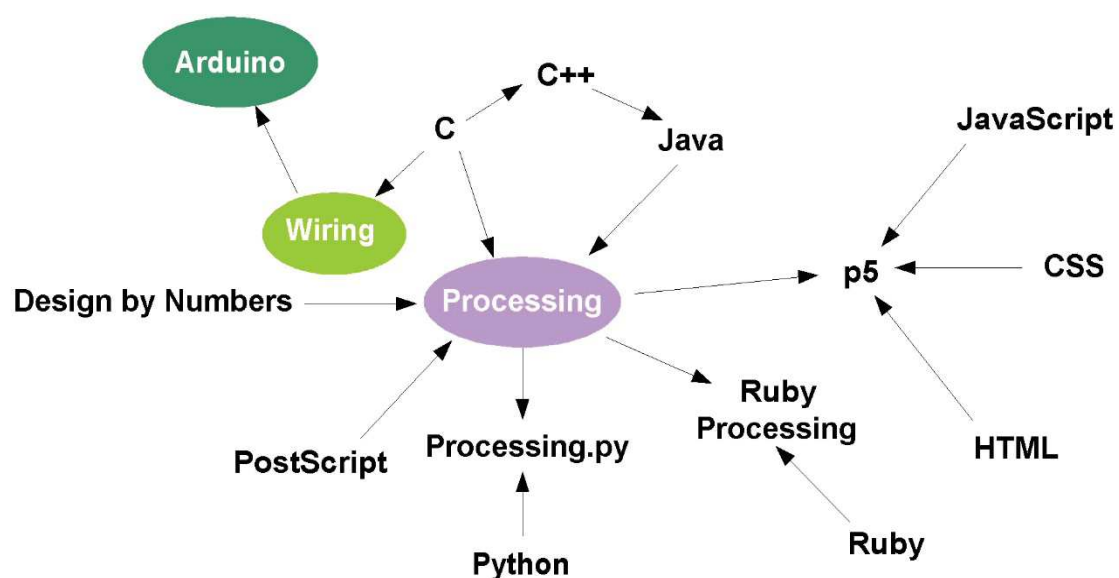 Arduino
C++
C
Java
JavaScript
Wiring
p5
CSS
Design by Numbers
Processing
Ruby
Processing
PostScript
Processing.py
HTML
Ruby
Python